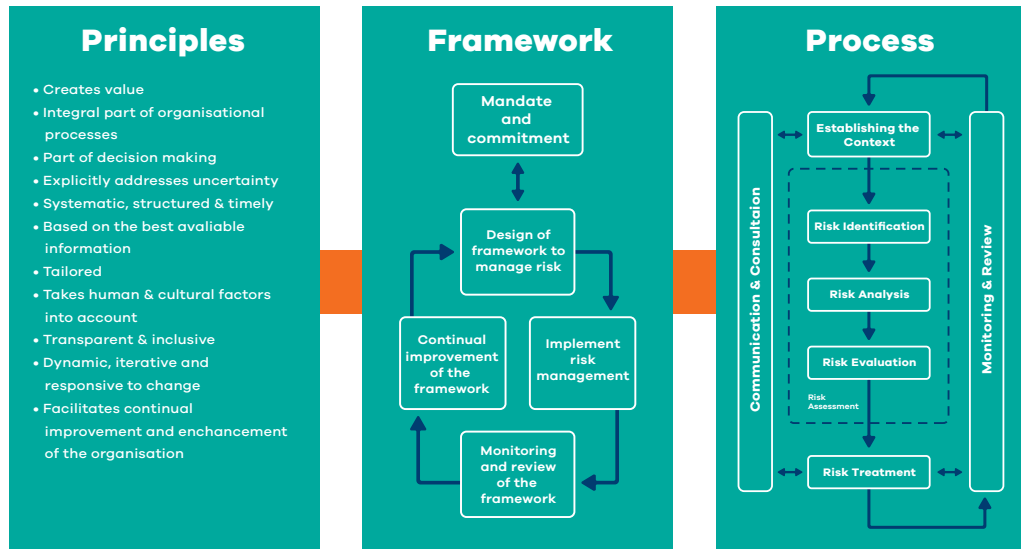 Principles
• Creates value
• Integral part of organisational
processes
• Part of decision making
• Explicitly addresses uncertainty
• Systematic, structured & timely
• Based on the best avaliable
information
• Tailored
• Takes human & cultural factors
into account
• Transparent & inclusive
• Dynamic, iterative and
responsive to change
• Facilitates continual
improvement and enchancement
of the organisation
Framework
Mandate
and
commitment
Design of
framework to
manage risk
Continual
improvement
of the
framework
Implement
risk
management
Monitoring
and review
of the
framework
Process
Communication & Consultaion
Establishing the
Context
Risk Identification
Risk Analysis
Risk Evaluation
Risk
Assessment
Risk Treatment
Monitoring & Review